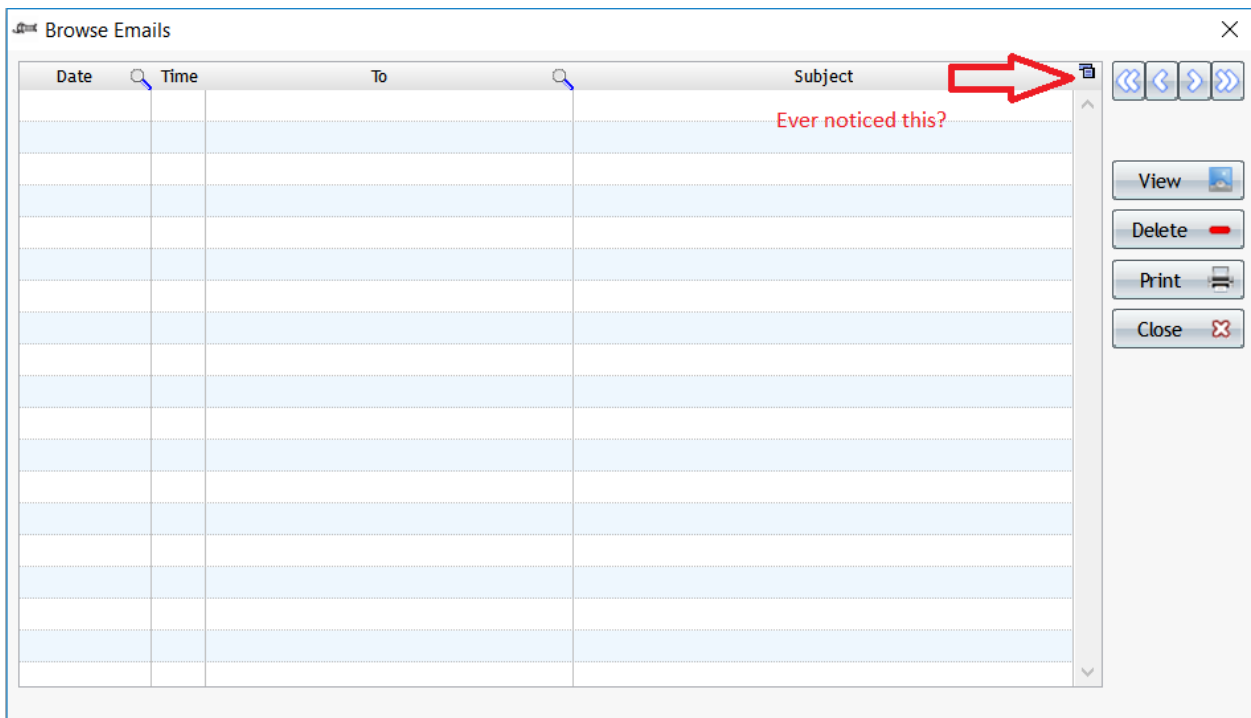 Browse Emails
Date Time To Subject
Ever noticed this?
View
Delete
Print
Close